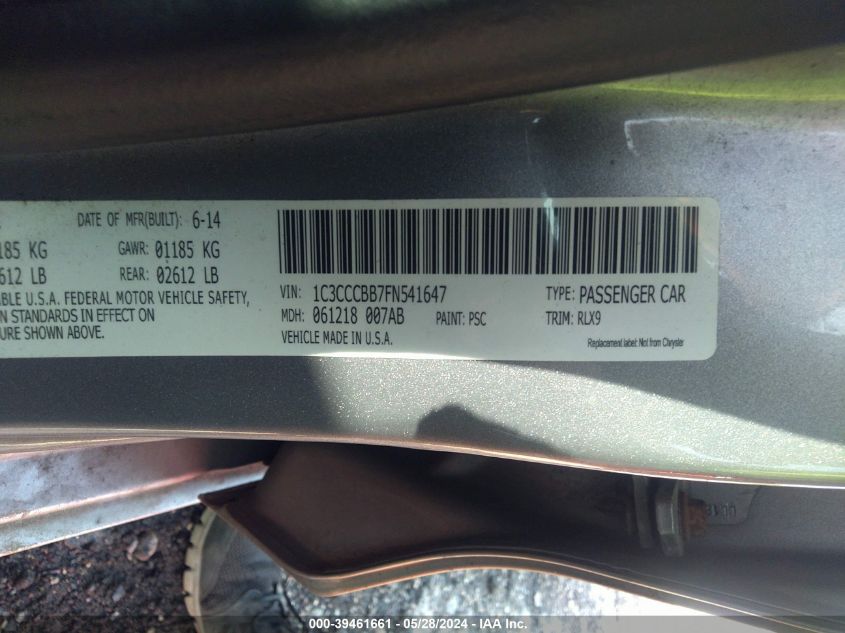 DATE OF MFR(BUILT): 6-14
185 KG GAWR: 01185 KG
2612 LB REAR: 02612 LB
U.S.A. FEDERAL MOTOR VEHICLE SAFETY,
STANDARDS IN EFFECT ON
SHOWN ABOVE.
VIN: 1C3CCCBB7FN541647 TYPE: PASSENGER CAR
MDH: 061218 007AB PAINT: PSC TRIM: RLX9
VEHICLE MADE IN U.S.A.
Replacement label: Not from Chrysler
000-39461661 - 05/28/2024 - IAA Inc.